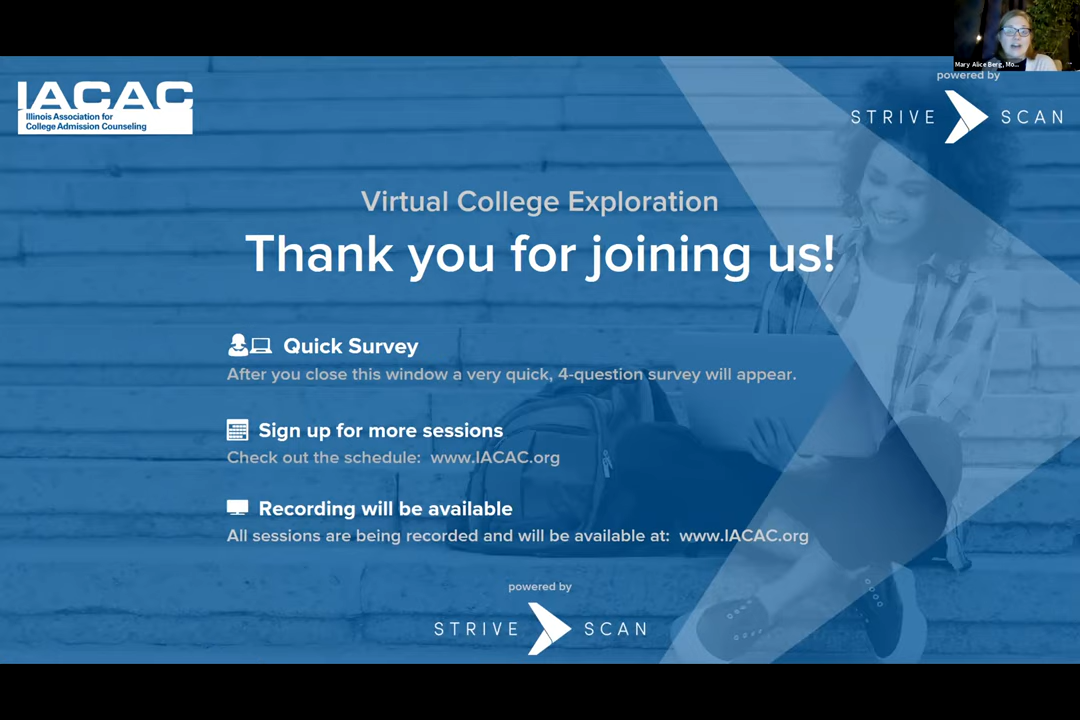 Mary Alice Berg, Mo...
IACAC
Illinois Association for
College Admission Counseling
powered by
STRIVE SCAN
Virtual College Exploration
Thank you for joining us!
Quick Survey
After you close this window a very quick, 4-question survey will appear.
Sign up for more sessions
Check out the schedule: www.IACAC.org
Recording will be available
All sessions are being recorded and will be available at: www.IACAC.org
powered by
STRIVE SCAN